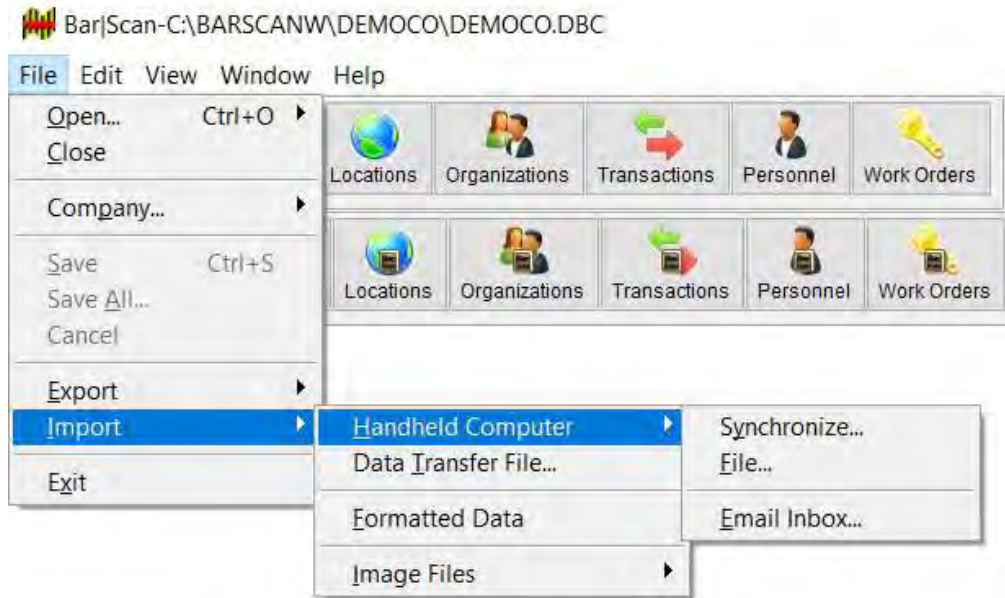 Bar|Scan-C:\BARSCANW\DEMOCO\DEMOCO.DBC
File Edit View Window Help
Open... Ctrl+O
Close
Company...
Save Ctrl+S
Save All...
Cancel
Export
Import
Exit
Locations Organizations Transactions Personnel Work Orders
Locations Organizations Transactions Personnel Work Orders
Handheld Computer
Data Transfer File...
Formatted Data
Image Files
Synchronize...
File...
Email Inbox...